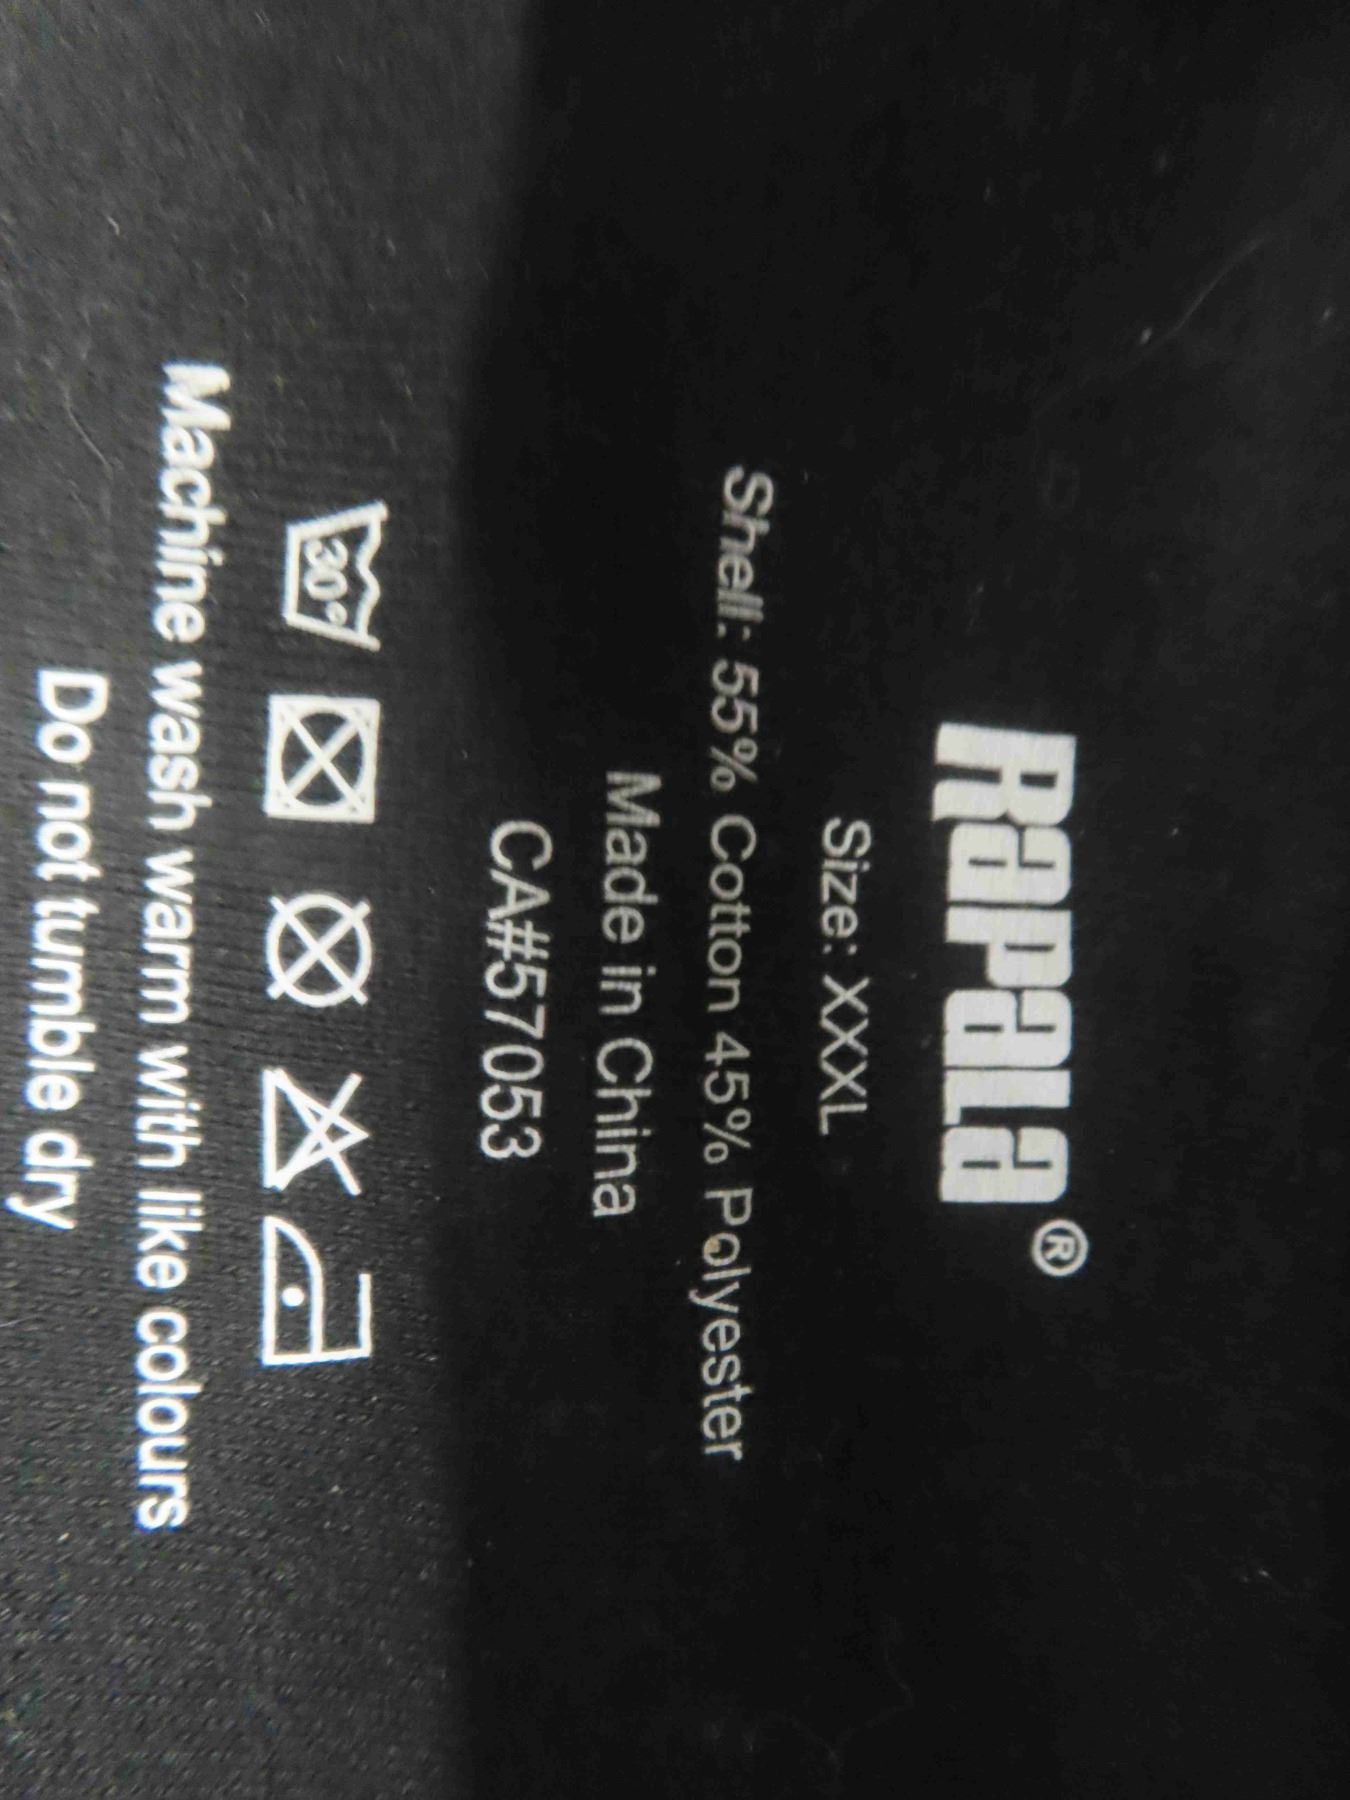 Rapala®
Size: XXXL
Shell: 55% Cotton 45% Polyester
Made in China
CA#57053
30°
Machine wash warm with like colours
Do not tumble dry